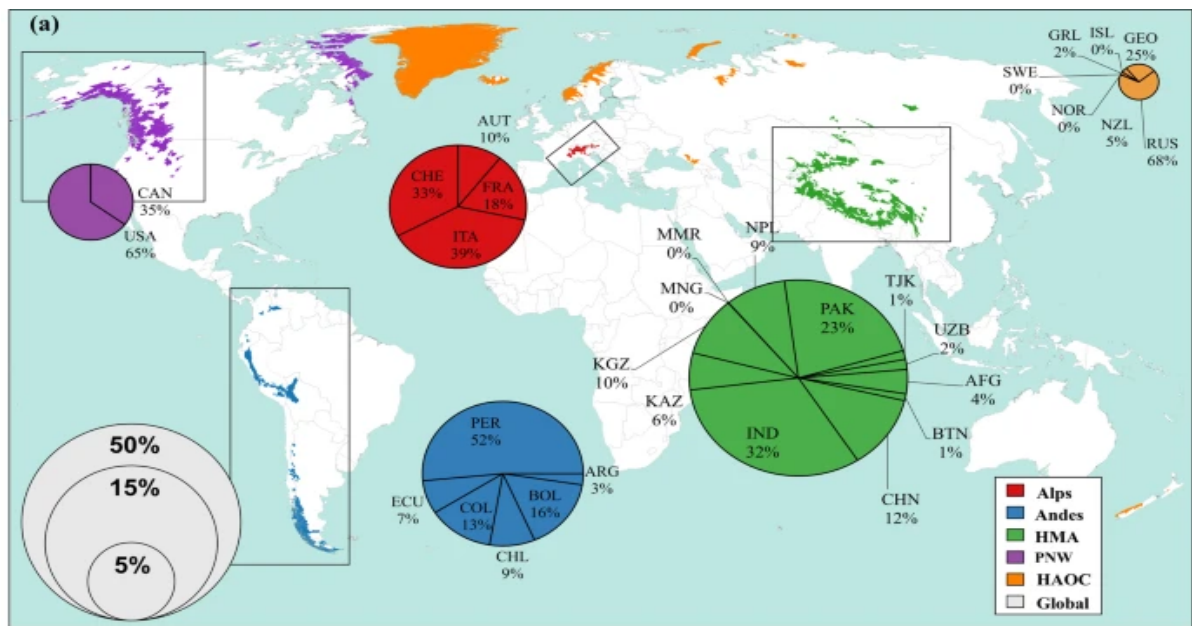 (a)
GRL
2%
ISL
0%
GEO
25%
SWE
0%
NOR
0%
NZL
5%
RUS
68%
AUT
10%
CHE
33%
FRA
18%
ITA
39%
CAN
35%
USA
65%
MMR
0%
NPL
9%
MNG
0%
PAK
23%
TJK
1%
UZB
2%
KGZ
10%
AFG
4%
KAZ
6%
BTN
1%
IND
32%
CHN
12%
PER
52%
ARG
3%
ECU
7%
COL
13%
BOL
16%
CHL
9%
50%
15%
5%
Alps
Andes
HMA
PNW
HAOC
Global